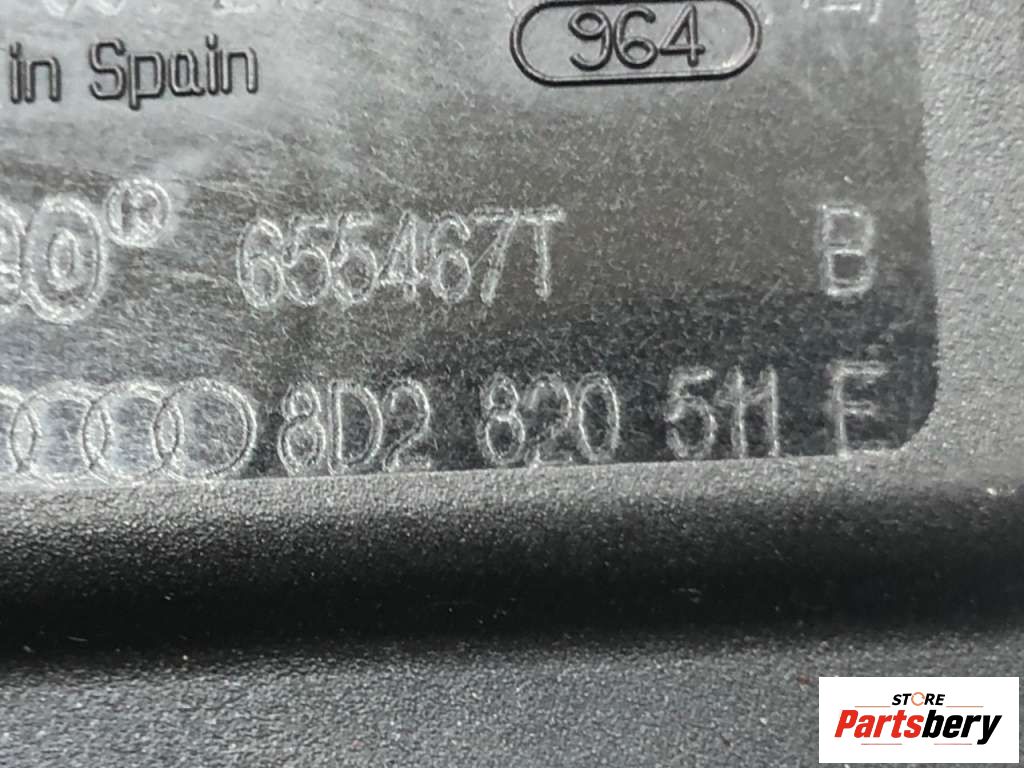 964
in Spain
®
655467T B
8D2 820 511 E
STORE
Partsbery